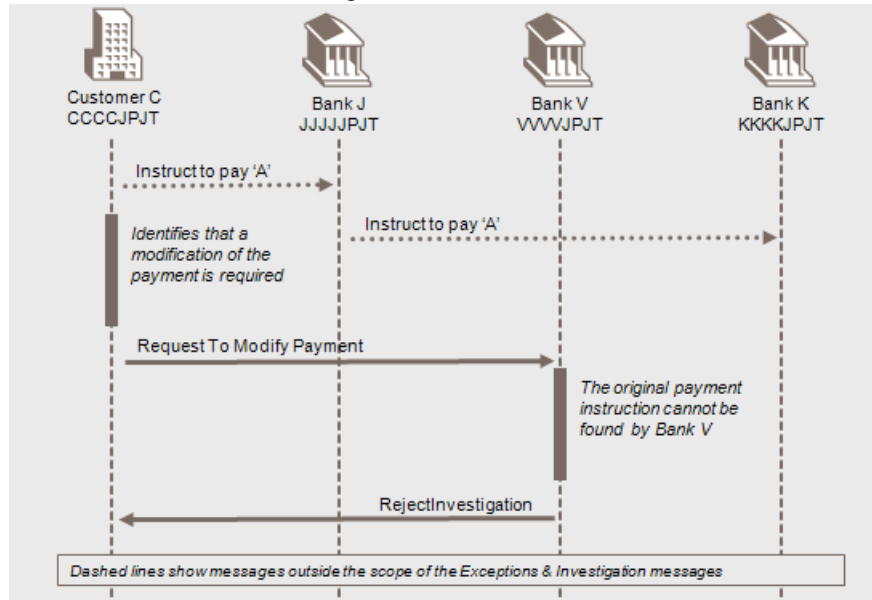 Customer C
CCCCJPJT
Bank J
JJJJJPJT
Bank V
VVVVJPJT
Bank K
KKKKJPJT
Instruct to pay 'A'
Instruct to pay 'A'
Identifies that a
modification of the
payment is required
Request To Modify Payment
The original payment
instruction cannot be
found by Bank V
RejectInvestigation
Dashed lines show messages outside the scope of the Exceptions & Investigation messages